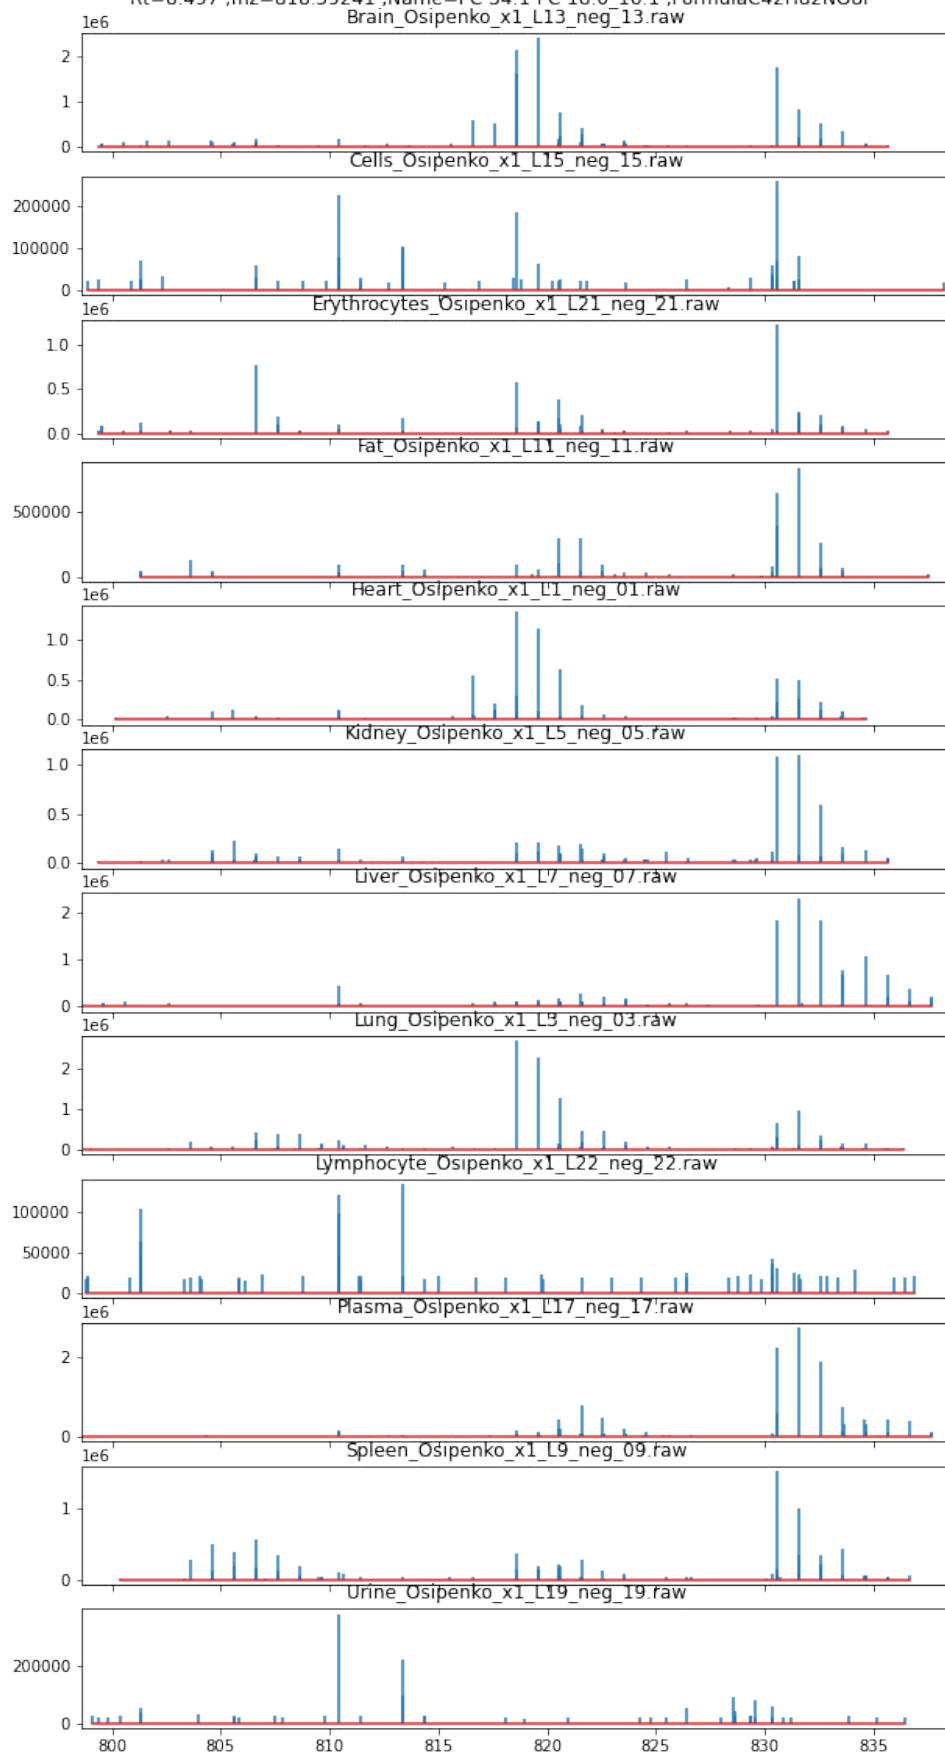 Brain_Osipenko_x1_L13_neg_13.raw
1e6
2
1
0
Cells_Osipenko_x1_L15_neg_15.raw
200000
100000
0
Erythrocytes_Osipenko_x1_L21_neg_21.raw
1e6
1.0
0.5
0.0
Fat_Osipenko_x1_L11_neg_11.raw
500000
0
Heart_Osipenko_x1_L1_neg_01.raw
1e6
1.0
0.5
0.0
Kidney_Osipenko_x1_L5_neg_05.raw
1e6
1.0
0.5
0.0
Liver_Osipenko_x1_L7_neg_07.raw
1e6
2
1
0
Lung_Osipenko_x1_L3_neg_03.raw
1e6
2
1
0
Lymphocyte_Osipenko_x1_L22_neg_22.raw
100000
50000
0
Plasma_Osipenko_x1_L17_neg_17.raw
1e6
2
0
Spleen_Osipenko_x1_L9_neg_09.raw
1e6
1
0
Urine_Osipenko_x1_L19_neg_19.raw
200000
0
800 805 810 815 820 825 830 835